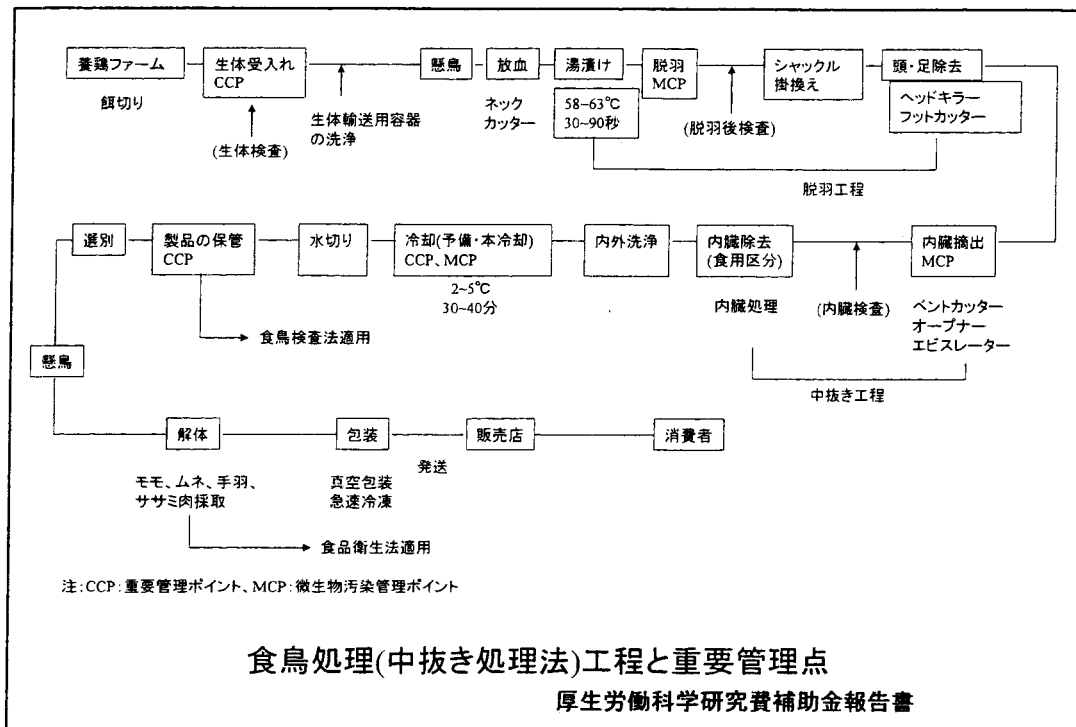 養鶏ファーム
餌切り
生体受入れ
CCP
(生体検査)
生体輸送用容器
の洗浄
懸鳥
放血
ネック
カッター
湯漬け
58~63℃
30~90秒
脱羽
MCP
(脱羽後検査)
シャックル
掛換え
頭・足除去
ヘッドキラー
フットカッター
脱羽工程
選別
製品の保管
CCP
水切り
冷却(予備・本冷却)
CCP、MCP
2~5℃
30~40分
内外洗浄
内臓除去
(食用区分)
内臓処理
(内臓検査)
内臓摘出
MCP
ベントカッター
オープナー
エビスレーター
中抜き工程
食鳥検査法適用
懸鳥
解体
モモ、ムネ、手羽、
ササミ肉採取
包装
真空包装
急速冷凍
発送
販売店
消費者
食品衛生法適用
注:CCP:重要管理ポイント、MCP:微生物汚染管理ポイント
食鳥処理(中抜き処理法)工程と重要管理点
厚生労働科学研究費補助金報告書